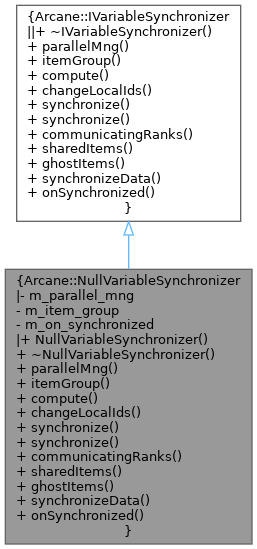 {Arcane::IVariableSynchronizer
||+ ~IVariableSynchronizer()
+ parallelMng()
+ itemGroup()
+ compute()
+ changeLocalIds()
+ synchronize()
+ synchronize()
+ communicatingRanks()
+ sharedItems()
+ ghostItems()
+ synchronizeData()
+ onSynchronized()
}
{Arcane::NullVariableSynchronizer
|- m_parallel_mng
- m_item_group
- m_on_synchronized
|+ NullVariableSynchronizer()
+ ~NullVariableSynchronizer()
+ parallelMng()
+ itemGroup()
+ compute()
+ changeLocalIds()
+ synchronize()
+ synchronize()
+ communicatingRanks()
+ sharedItems()
+ ghostItems()
+ synchronizeData()
+ onSynchronized()
}